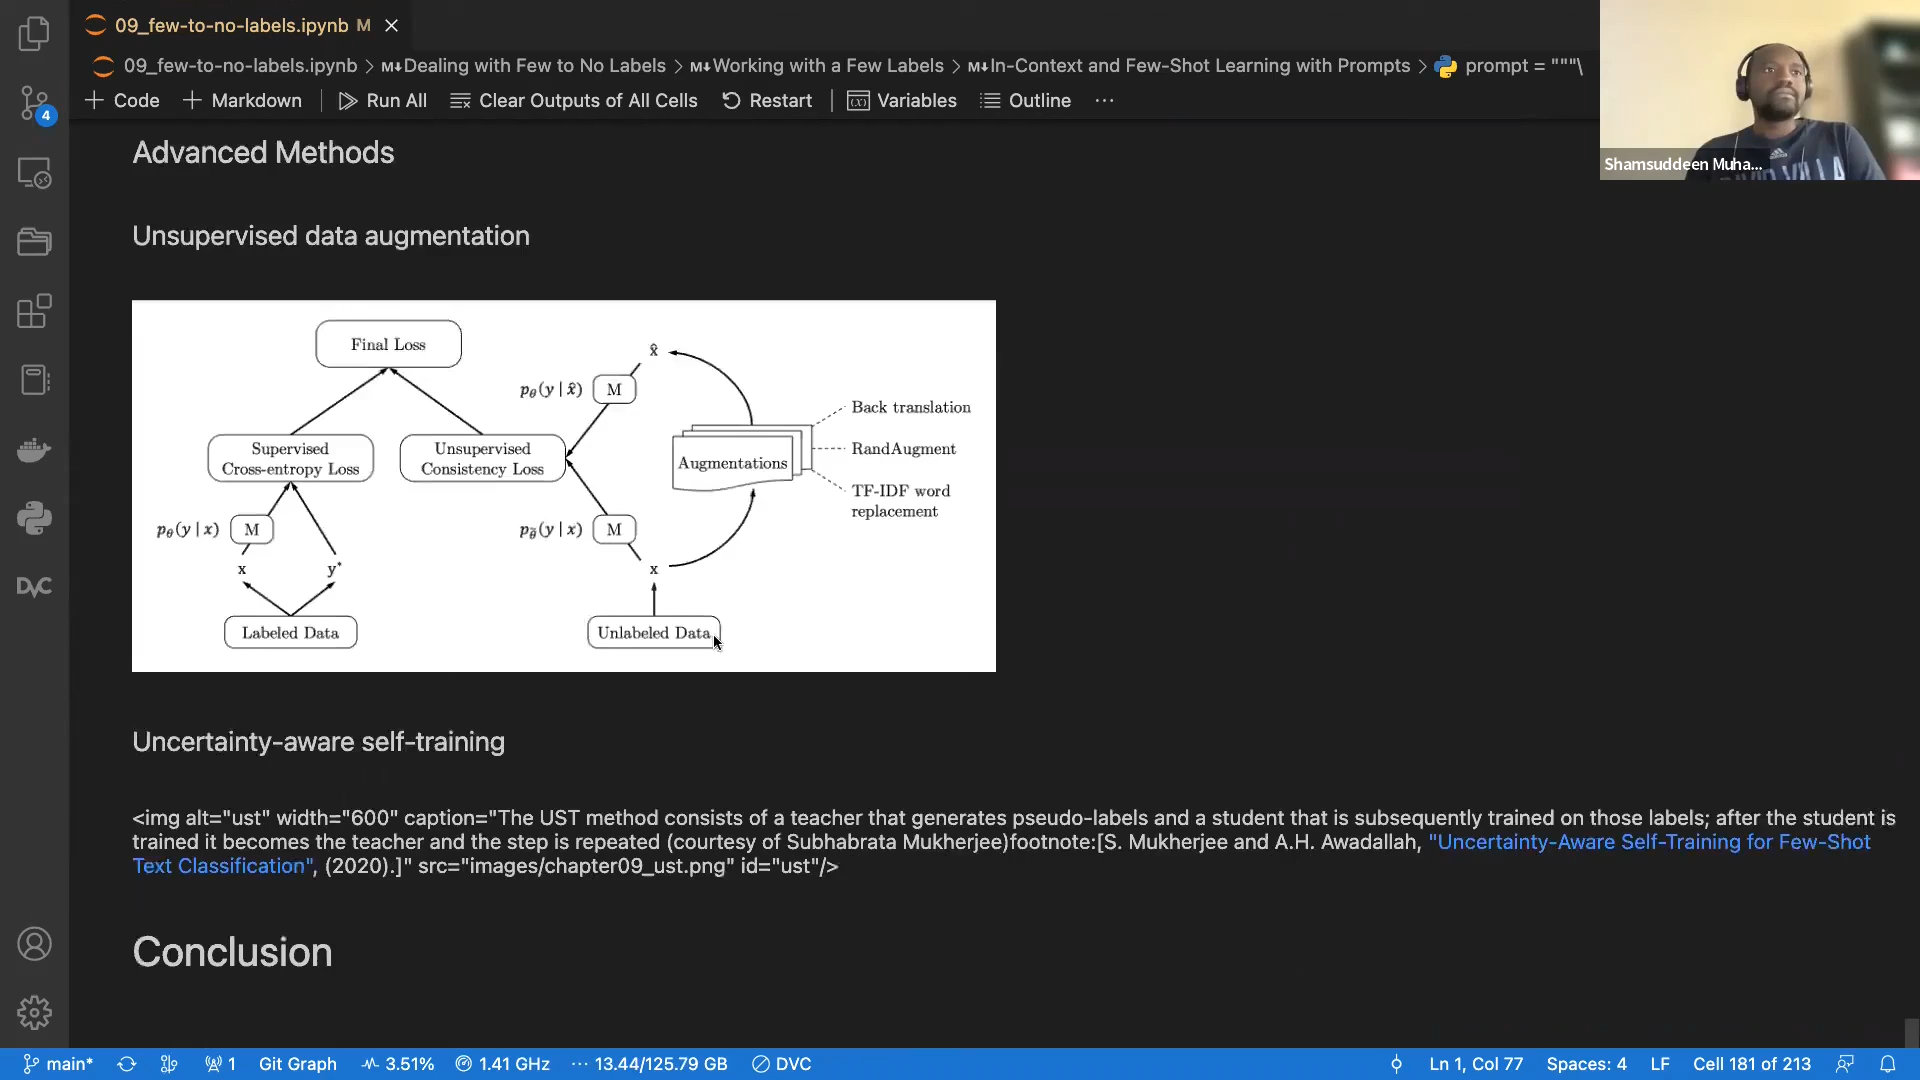 09_few-to-no-labels.ipynb M
09_few-to-no-labels.ipynb > M↓Dealing with Few to No Labels > M↓Working with a Few Labels > M↓In-Context and Few-Shot Learning with Prompts > prompt = """\
+ Code + Markdown Run All Clear Outputs of All Cells Restart Variables Outline ...
Shamsuddeen Muha...
4
Advanced Methods
Unsupervised data augmentation
Final Loss
x̂
pθ(y | x̂) M
Back translation
Supervised
Cross-entropy Loss
Unsupervised
Consistency Loss
Augmentations
RandAugment
TF-IDF word
replacement
pθ(y | x) M
pθ̃(y | x) M
x y*
x
Labeled Data
Unlabeled Data
DVC
Uncertainty-aware self-training
<img alt="ust" width="600" caption="The UST method consists of a teacher that generates pseudo-labels and a student that is subsequently trained on those labels; after the student is
trained it becomes the teacher and the step is repeated (courtesy of Subhabrata Mukherjee)footnote:[S. Mukherjee and A.H. Awadallah, "Uncertainty-Aware Self-Training for Few-Shot
Text Classification", (2020).]" src="images/chapter09_ust.png" id="ust"/>
Conclusion
main* 1 Git Graph 3.51% 1.41 GHz ... 13.44/125.79 GB DVC Ln 1, Col 77 Spaces: 4 LF Cell 181 of 213